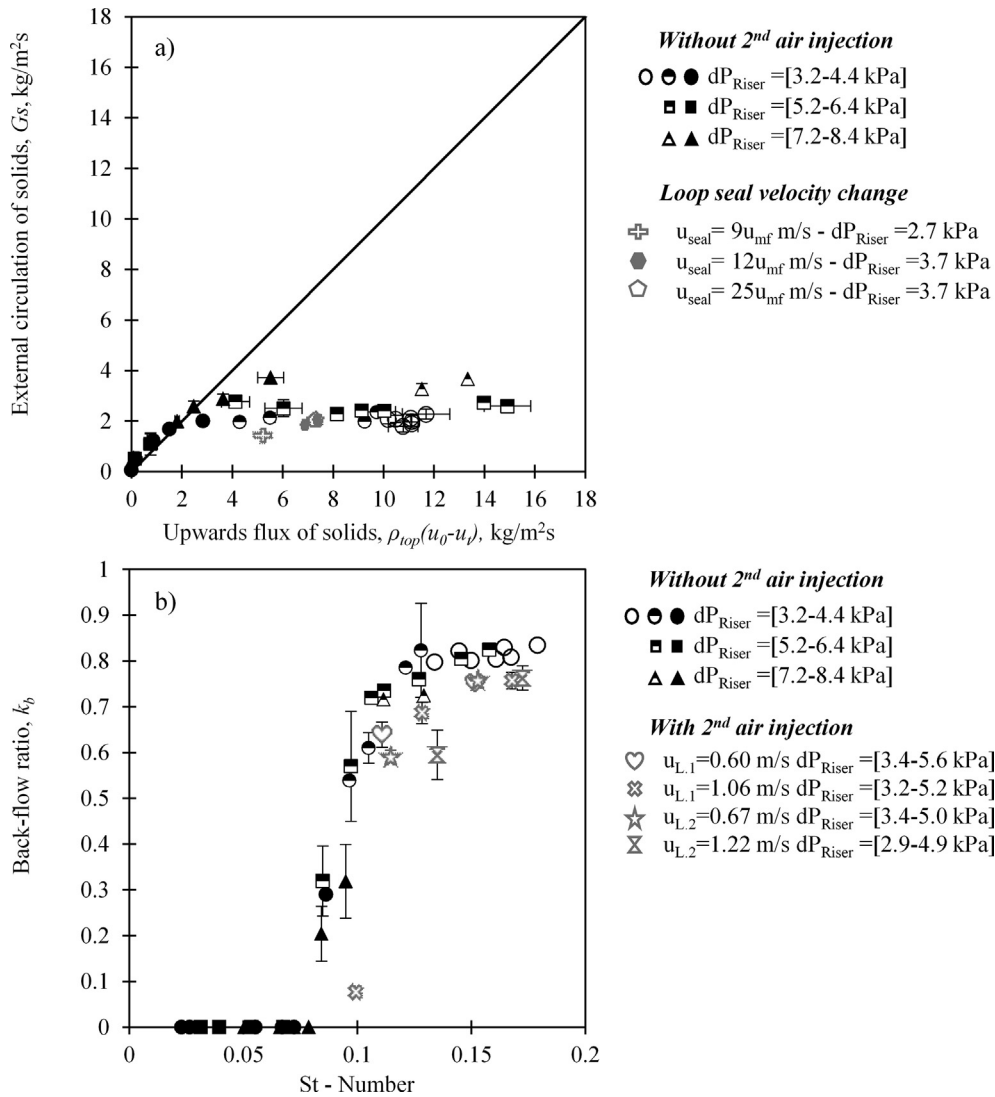 a)
18
16
14
12
10
8
6
4
2
0
External circulation of solids, Gs, kg/m²s
0 2 4 6 8 10 12 14 16 18
Upwards flux of solids, ρtop(u0-ut), kg/m²s
Without 2nd air injection
dPRiser =[3.2-4.4 kPa]
dPRiser =[5.2-6.4 kPa]
dPRiser =[7.2-8.4 kPa]
Loop seal velocity change
useal= 9umf m/s - dPRiser =2.7 kPa
useal= 12umf m/s - dPRiser =3.7 kPa
useal= 25umf m/s - dPRiser =3.7 kPa
b)
1
0.9
0.8
0.7
0.6
0.5
0.4
0.3
0.2
0.1
0
Back-flow ratio, kb
0 0.05 0.1 0.15 0.2
St - Number
Without 2nd air injection
dPRiser =[3.2-4.4 kPa]
dPRiser =[5.2-6.4 kPa]
dPRiser =[7.2-8.4 kPa]
With 2nd air injection
uL.1=0.60 m/s dPRiser =[3.4-5.6 kPa]
uL.1=1.06 m/s dPRiser =[3.2-5.2 kPa]
uL.2=0.67 m/s dPRiser =[3.4-5.0 kPa]
uL.2=1.22 m/s dPRiser =[2.9-4.9 kPa]